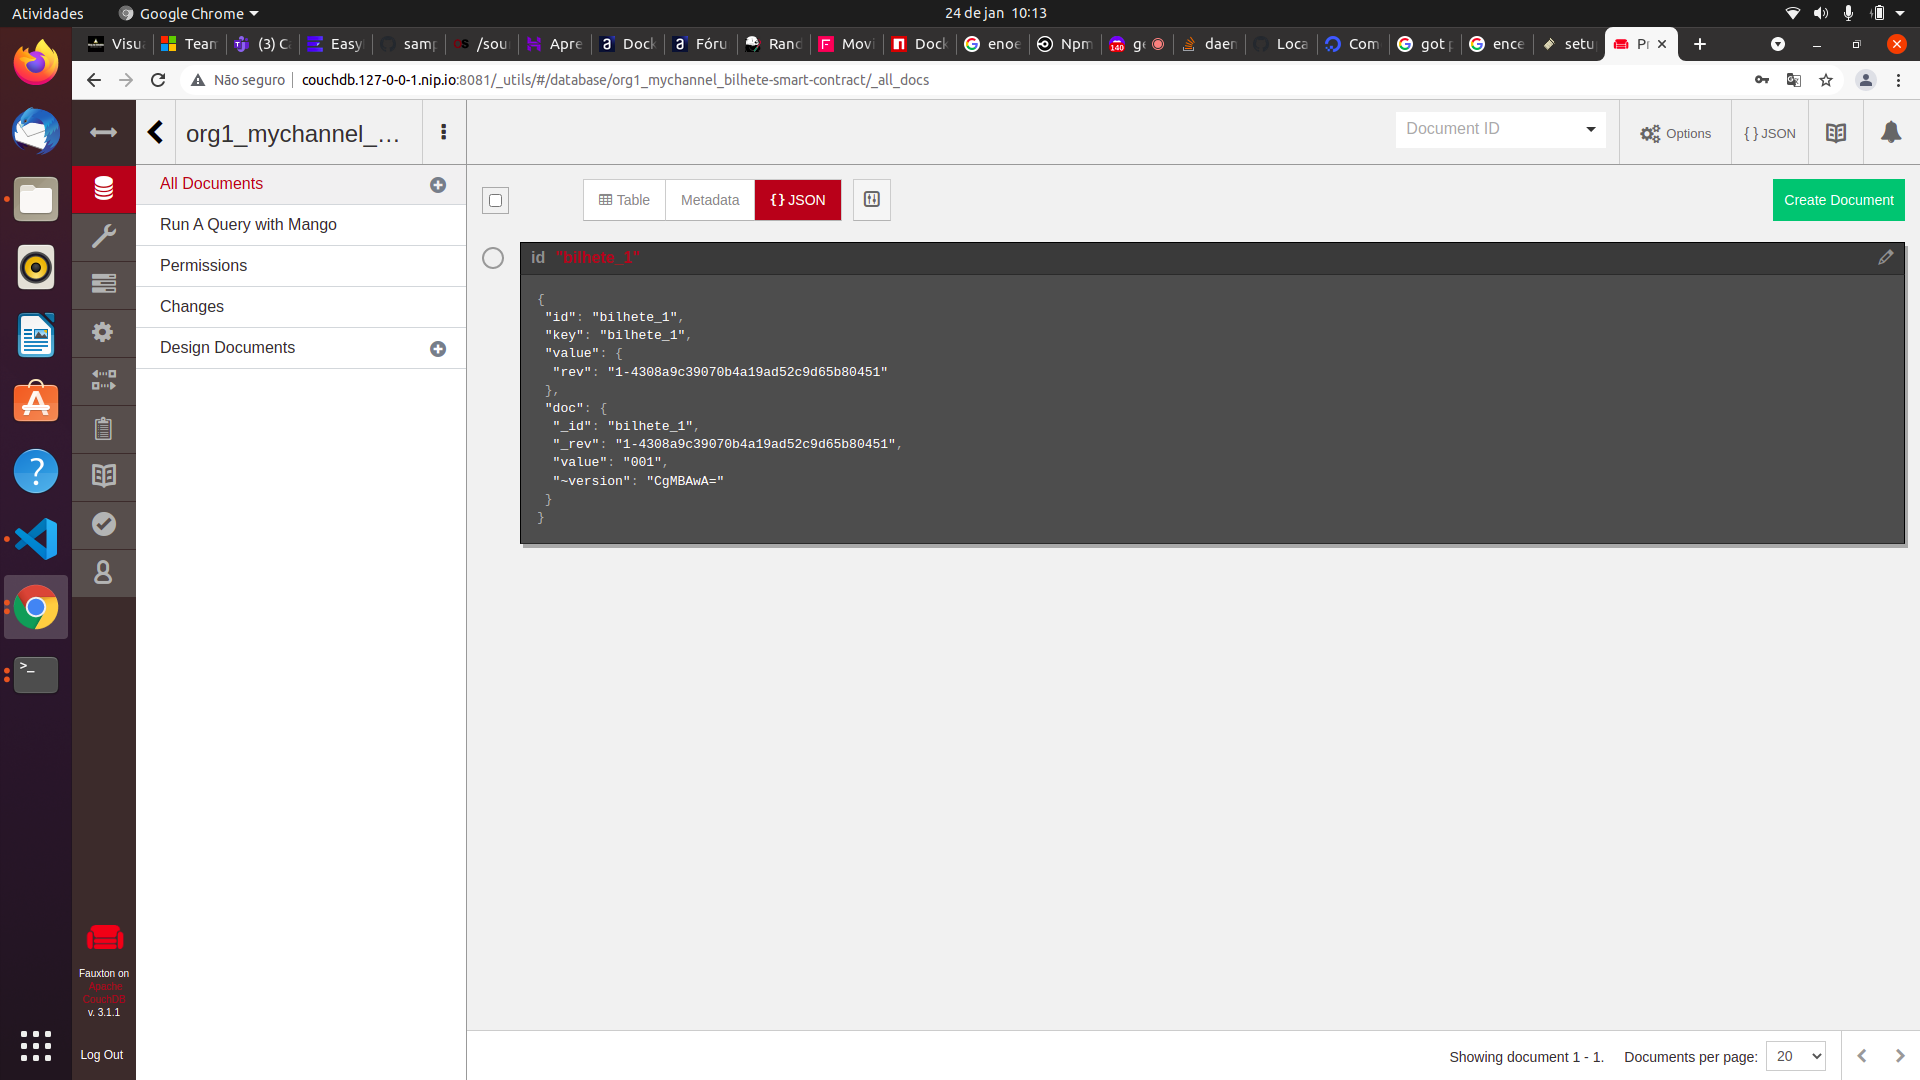 Atividades
Google Chrome
24 de jan 10:13
Visu
Team
(3) C
Easy
samp
/sour
Apre
Dock
Fóru
Rand
Movi
Dock
enoe
Npm
ge
daem
Loca
Com
got p
ence
setu
Pr
Não seguro
couchdb.127-0-0-1.nip.io:8081/_utils/#/database/org1_mychannel_bilhete-smart-contract/_all_docs
org1_mychannel_...
Document ID
Options
{ } JSON
All Documents
Run A Query with Mango
Permissions
Changes
Design Documents
Table
Metadata
{ } JSON
Create Document
id "bilhete_1"
{
"id": "bilhete_1",
"key": "bilhete_1",
"value": {
"rev": "1-4308a9c39070b4a19ad52c9d65b80451"
},
"doc": {
"_id": "bilhete_1",
"_rev": "1-4308a9c39070b4a19ad52c9d65b80451",
"value": "001",
"~version": "CgMBAwA="
}
}
Fauxton on
Apache
CouchDB
v. 3.1.1
Log Out
Showing document 1 - 1.
Documents per page:
20